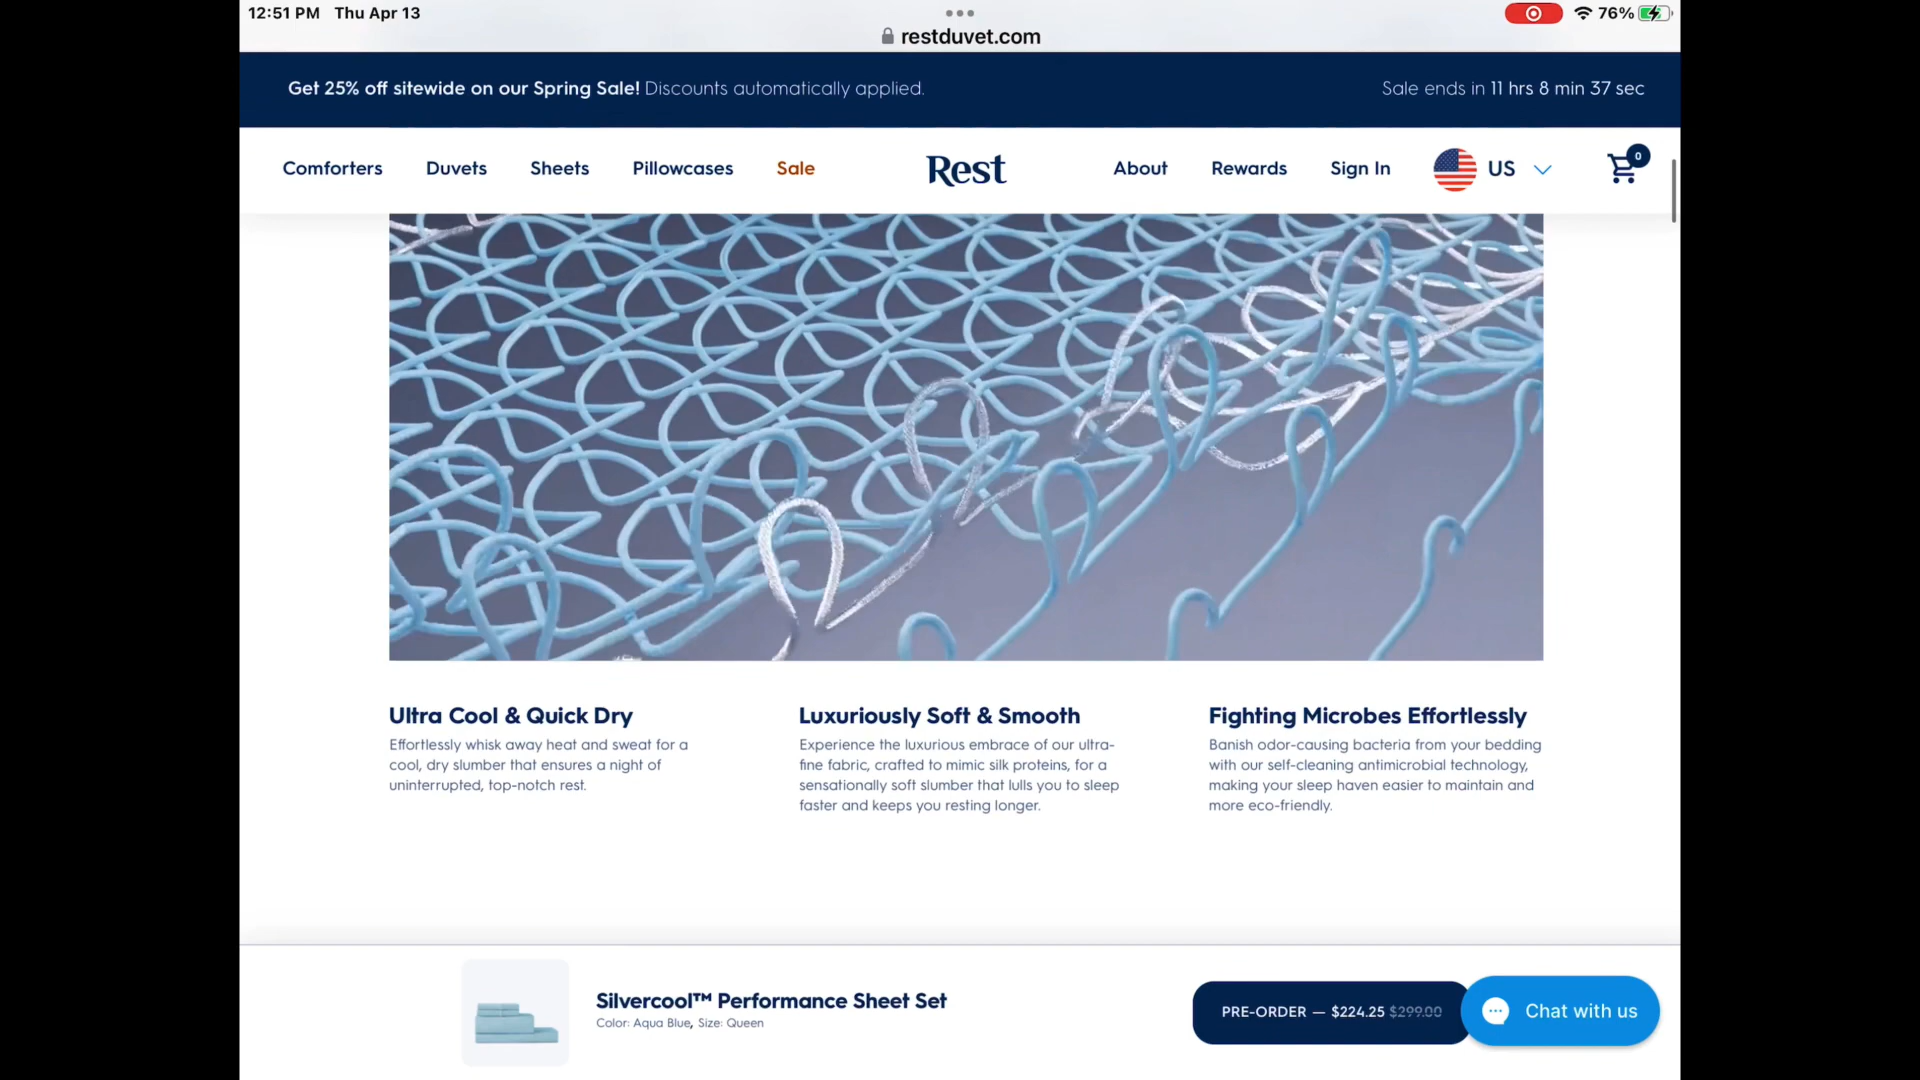 12:51 PM Thu Apr 13
76%
restduvet.com
Get 25% off sitewide on our Spring Sale! Discounts automatically applied.
Sale ends in 11 hrs 8 min 37 sec
Comforters Duvets Sheets Pillowcases Sale Rest About Rewards Sign In US 0
Ultra Cool & Quick Dry
Effortlessly whisk away heat and sweat for a
cool, dry slumber that ensures a night of
uninterrupted, top-notch rest.
Luxuriously Soft & Smooth
Experience the luxurious embrace of our ultra-
fine fabric, crafted to mimic silk proteins, for a
sensationally soft slumber that lulls you to sleep
faster and keeps you resting longer.
Fighting Microbes Effortlessly
Banish odor-causing bacteria from your bedding
with our self-cleaning antimicrobial technology,
making your sleep haven easier to maintain and
more eco-friendly.
Silvercool™ Performance Sheet Set
Color: Aqua Blue, Size: Queen
PRE-ORDER — $224.25 $299.00
Chat with us